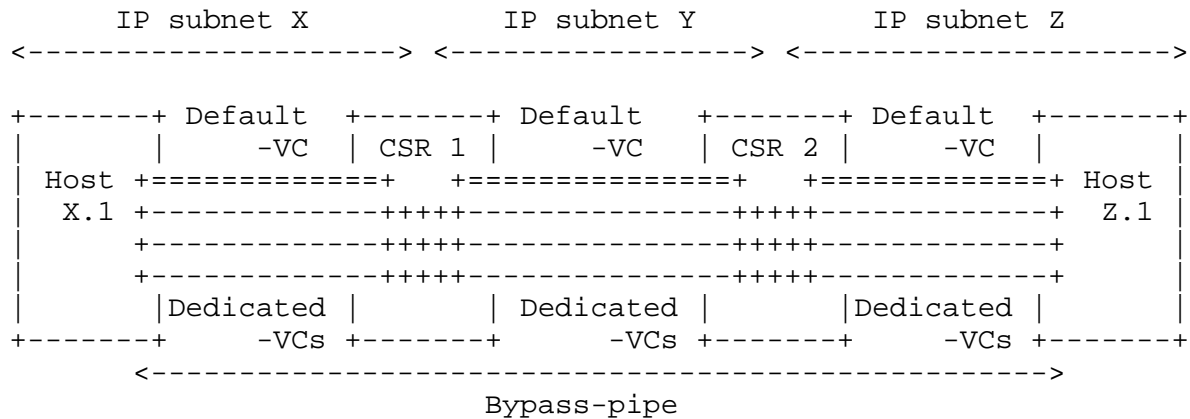 IP subnet X IP subnet Y IP subnet Z
<---------------------> <-----------------> <--------------------->
+-------+ Default +-------+ Default +-------+ Default +-------+
| | -VC | CSR 1 | -VC | CSR 2 | -VC | |
| Host +=============+ +===============+ +=============+ Host |
| X.1 +-------------+++++---------------+++++-------------+ Z.1 |
| +-------------+++++---------------+++++-------------+ |
| +-------------+++++---------------+++++-------------+ |
| |Dedicated | | Dedicated | |Dedicated | |
+-------+ -VCs +-------+ -VCs +-------+ -VCs +-------+
<--------------------------------------------------->
Bypass-pipe